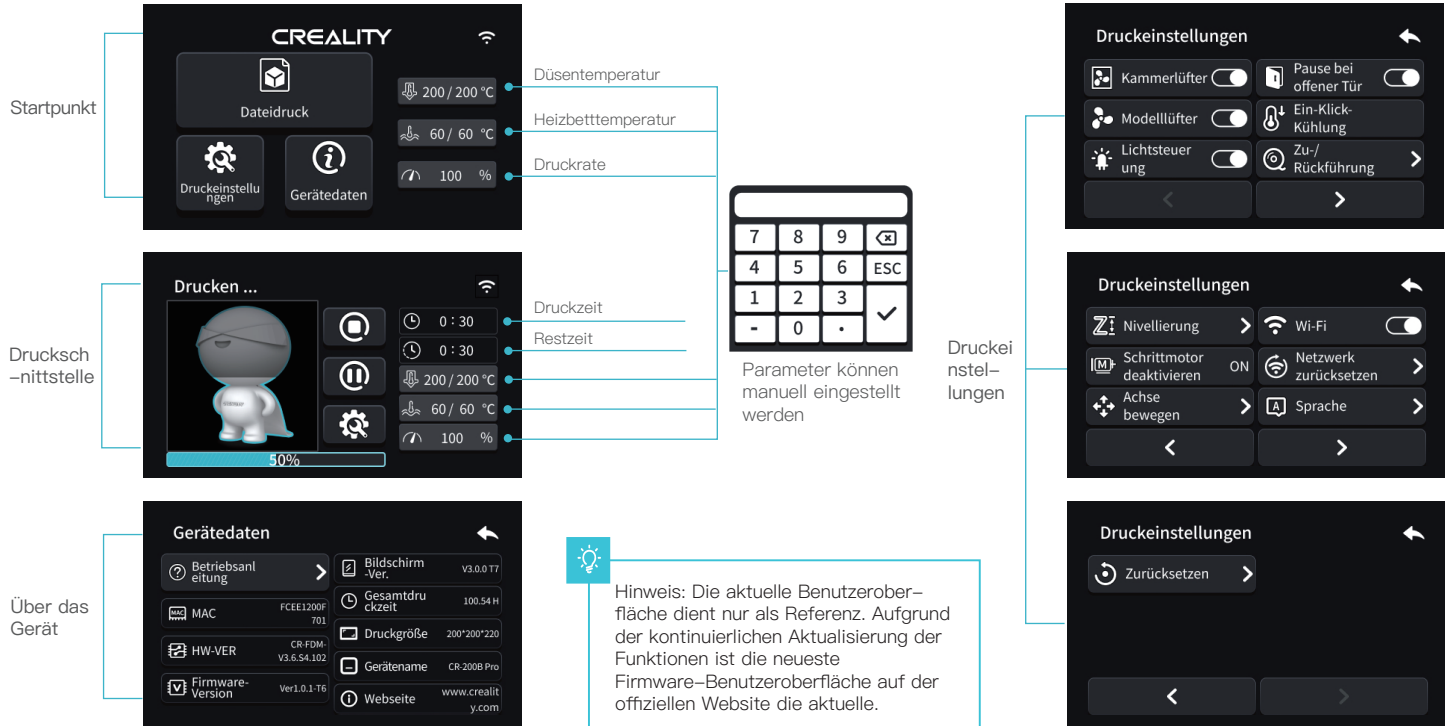 Startpunkt
CREALITY
Dateidruck
Druckeinstellu
ngen
Gerätedaten
200 / 200 °C
60 / 60 °C
100 %
Düsentemperatur
Heizbetttemperatur
Druckrate
Drucksch
-nittstelle
Drucken ...
CREALITY
50%
0 : 30
0 : 30
200 / 200 °C
60 / 60 °C
100 %
Druckzeit
Restzeit
7 8 9
4 5 6 ESC
1 2 3
- 0 .
Parameter können
manuell eingestellt
werden
Über das
Gerät
Gerätedaten
Betriebsanl
eitung
MAC MAC
FCEE1200F
701
HW-VER
CR-FDM-
V3.6.S4.102
V Firmware-
Version
Ver1.0.1-T6
Bildschirm
-Ver.
V3.0.0 T7
Gesamtdru
ckzeit
100.54 H
Druckgröße
200*200*220
Gerätename
CR-200B Pro
Webseite
www.crealit
y.com
Hinweis: Die aktuelle Benutzerober-
fläche dient nur als Referenz. Aufgrund
der kontinuierlichen Aktualisierung der
Funktionen ist die neueste
Firmware-Benutzeroberfläche auf der
offiziellen Website die aktuelle.
Druckei
nstel-
lungen
Druckeinstellungen
Kammerlüfter
Pause bei
offener Tür
Modelllüfter
Ein-Klick-
Kühlung
Lichtsteuer
ung
Zu-/
Rückführung
Druckeinstellungen
Z Nivellierung
Wi-Fi
M Schrittmotor
deaktivieren
ON
Netzwerk
zurücksetzen
Achse
bewegen
A Sprache
Druckeinstellungen
Zurücksetzen